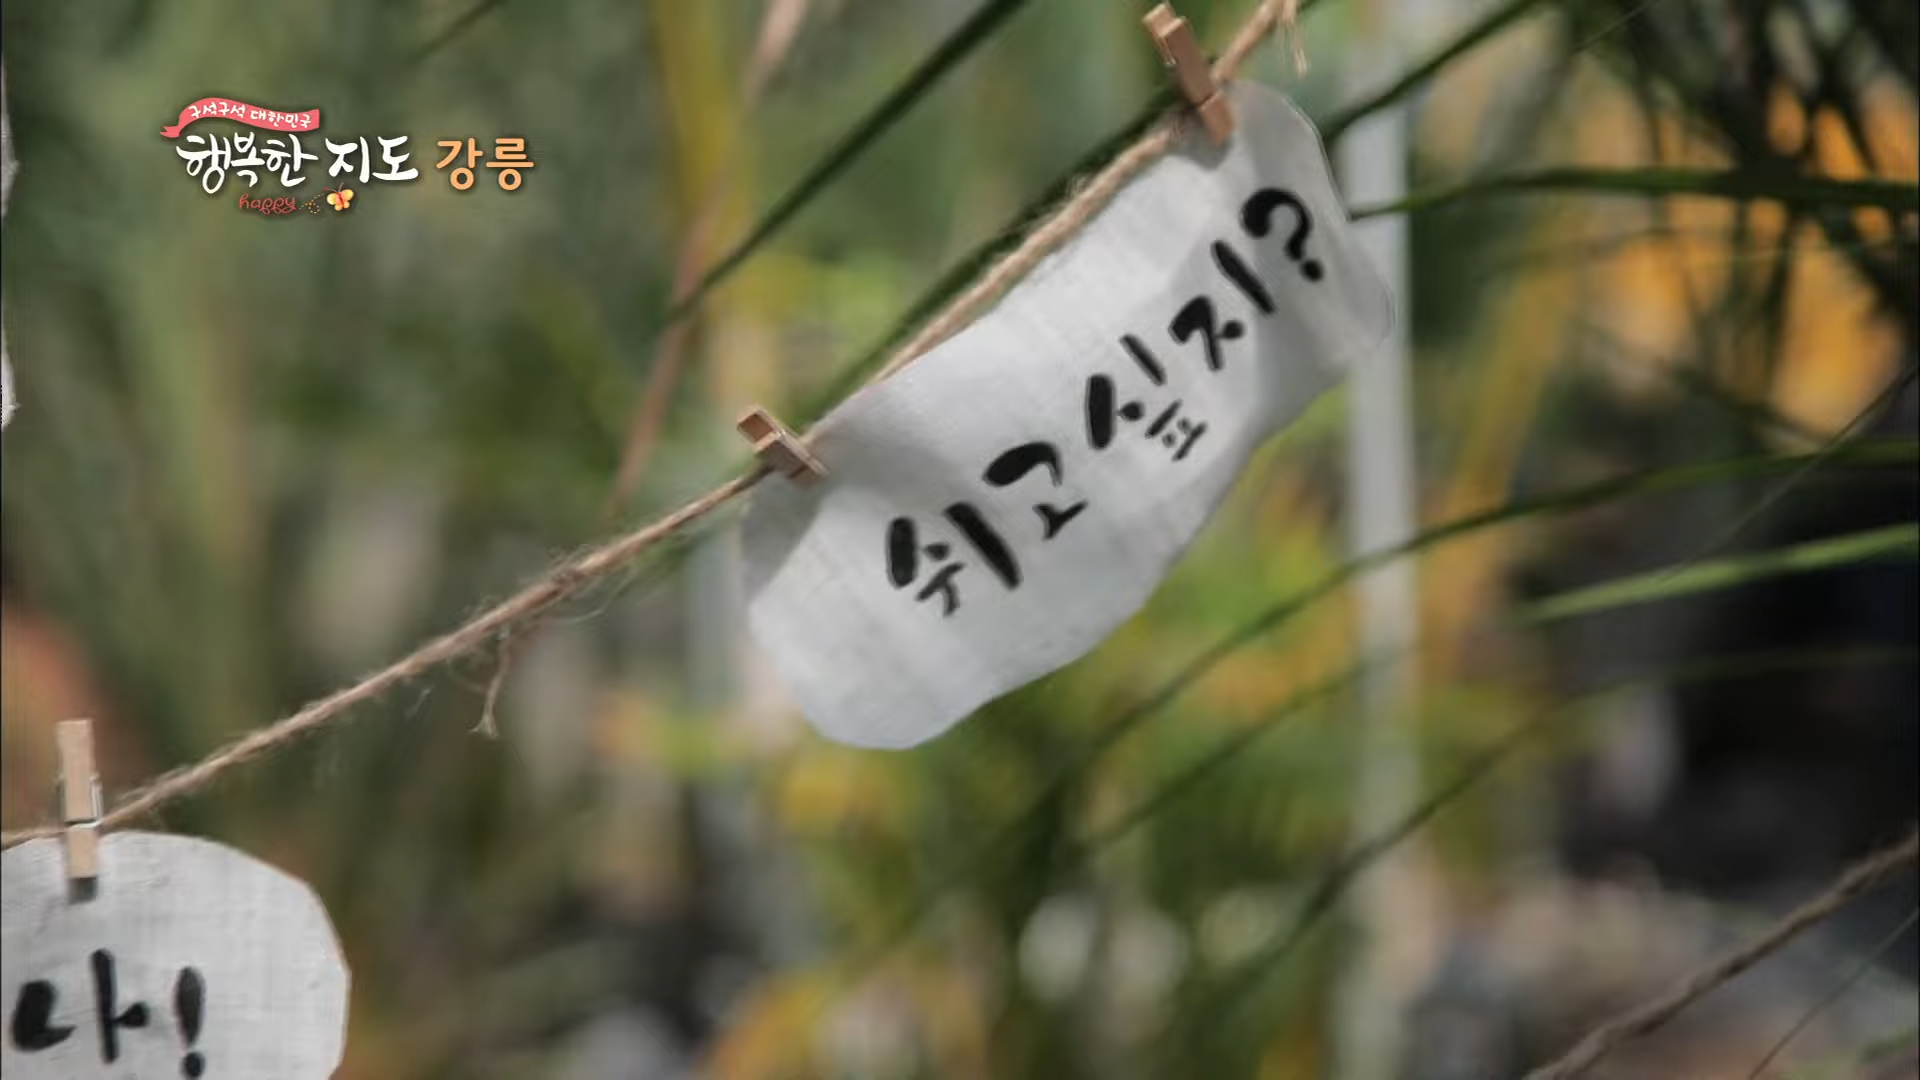 구석구석 대한민국
행복한 지도 강릉
happy
쉬고싶지?
나!